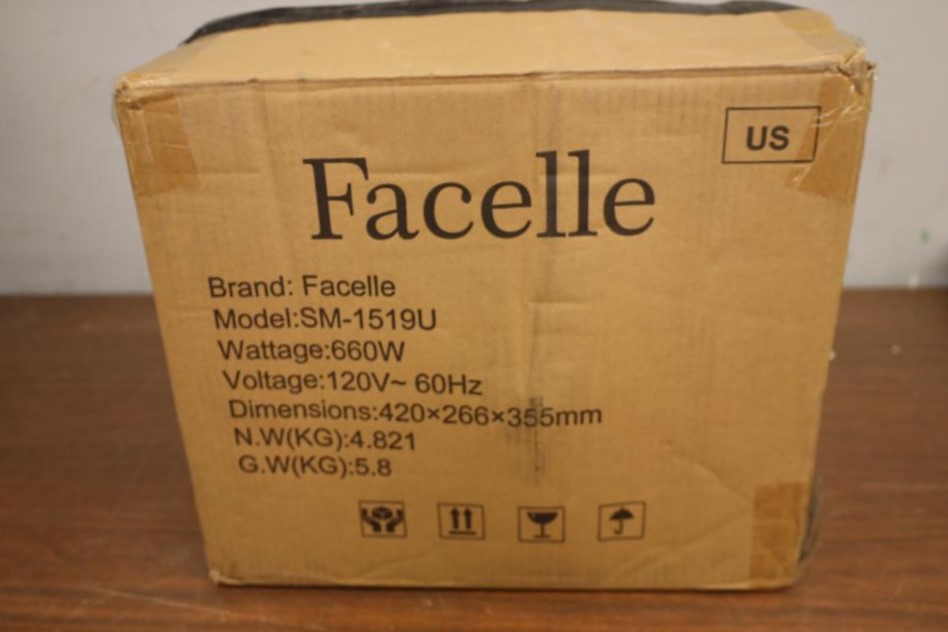 US
Facelle
Brand: Facelle
Model:SM-1519U
Wattage:660W
Voltage:120V~ 60Hz
Dimensions:420×266×355mm
N.W(KG):4.821
G.W(KG):5.8